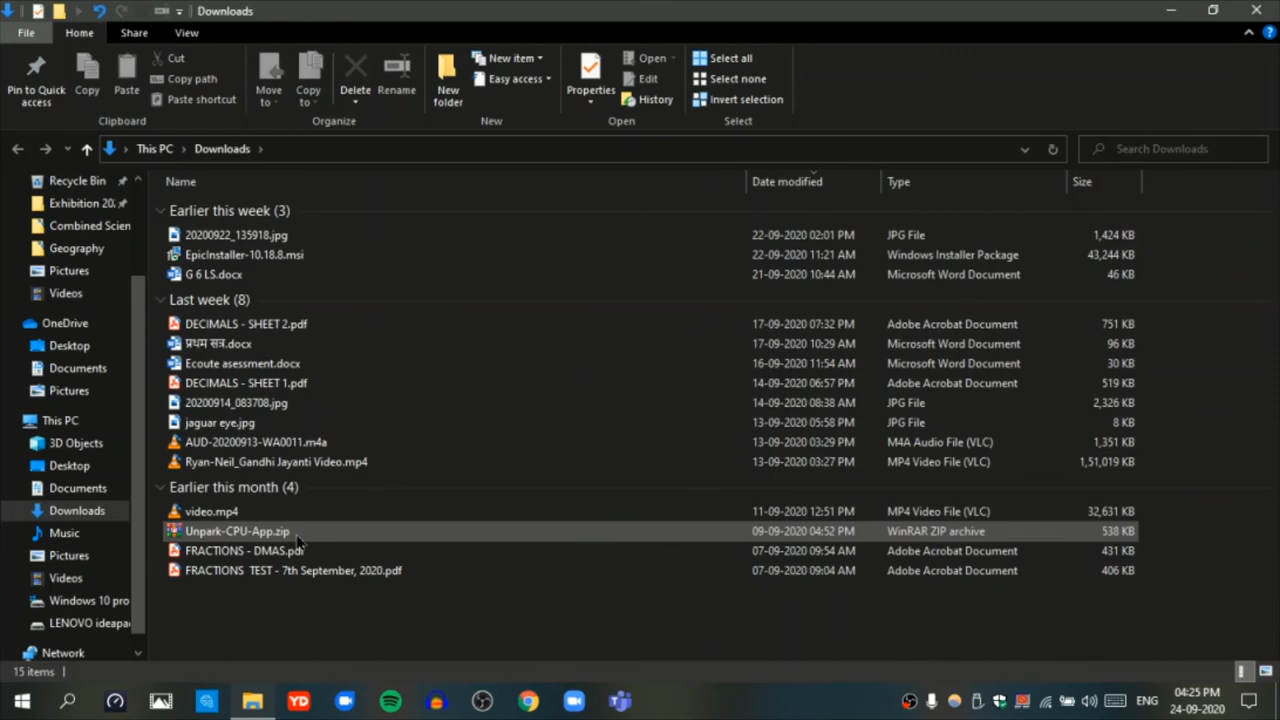 Downloads
File Home Share View
Pin to Quick access
Copy
Paste
Cut
Copy path
Paste shortcut
Clipboard
Move to
Copy to
Delete
Rename
Organize
New folder
New item
Easy access
New
Properties
Open
Edit
History
Open
Select all
Select none
Invert selection
Select
This PC Downloads
Search Downloads
Recycle Bin
Exhibition 20
Combined Scien
Geography
Pictures
Videos
OneDrive
Desktop
Documents
Pictures
This PC
3D Objects
Desktop
Documents
Downloads
Music
Pictures
Videos
Windows 10 pro
LENOVO ideapa
Network
Name Date modified Type Size
Earlier this week (3)
20200922_135918.jpg 22-09-2020 02:01 PM JPG File 1,424 KB
EpicInstaller-10.18.8.msi 22-09-2020 11:21 AM Windows Installer Package 43,244 KB
G 6 LS.docx 21-09-2020 10:44 AM Microsoft Word Document 46 KB
Last week (8)
DECIMALS - SHEET 2.pdf 17-09-2020 07:32 PM Adobe Acrobat Document 751 KB
प्रथम सत्र.docx 17-09-2020 10:29 AM Microsoft Word Document 96 KB
Ecoute asessment.docx 16-09-2020 11:54 AM Microsoft Word Document 30 KB
DECIMALS - SHEET 1.pdf 14-09-2020 06:57 PM Adobe Acrobat Document 519 KB
20200914_083708.jpg 14-09-2020 08:38 AM JPG File 2,326 KB
jaguar eye.jpg 13-09-2020 05:58 PM JPG File 8 KB
AUD-20200913-WA0011.m4a 13-09-2020 03:29 PM M4A Audio File (VLC) 1,351 KB
Ryan-Neil_Gandhi Jayanti Video.mp4 13-09-2020 03:27 PM MP4 Video File (VLC) 1,51,019 KB
Earlier this month (4)
video.mp4 11-09-2020 12:51 PM MP4 Video File (VLC) 32,631 KB
Unpark-CPU-App.zip 09-09-2020 04:52 PM WinRAR ZIP archive 538 KB
FRACTIONS - DMAS.pdf 07-09-2020 09:54 AM Adobe Acrobat Document 431 KB
FRACTIONS TEST - 7th September, 2020.pdf 07-09-2020 09:04 AM Adobe Acrobat Document 406 KB
15 items
YD
ENG
04:25 PM
24-09-2020